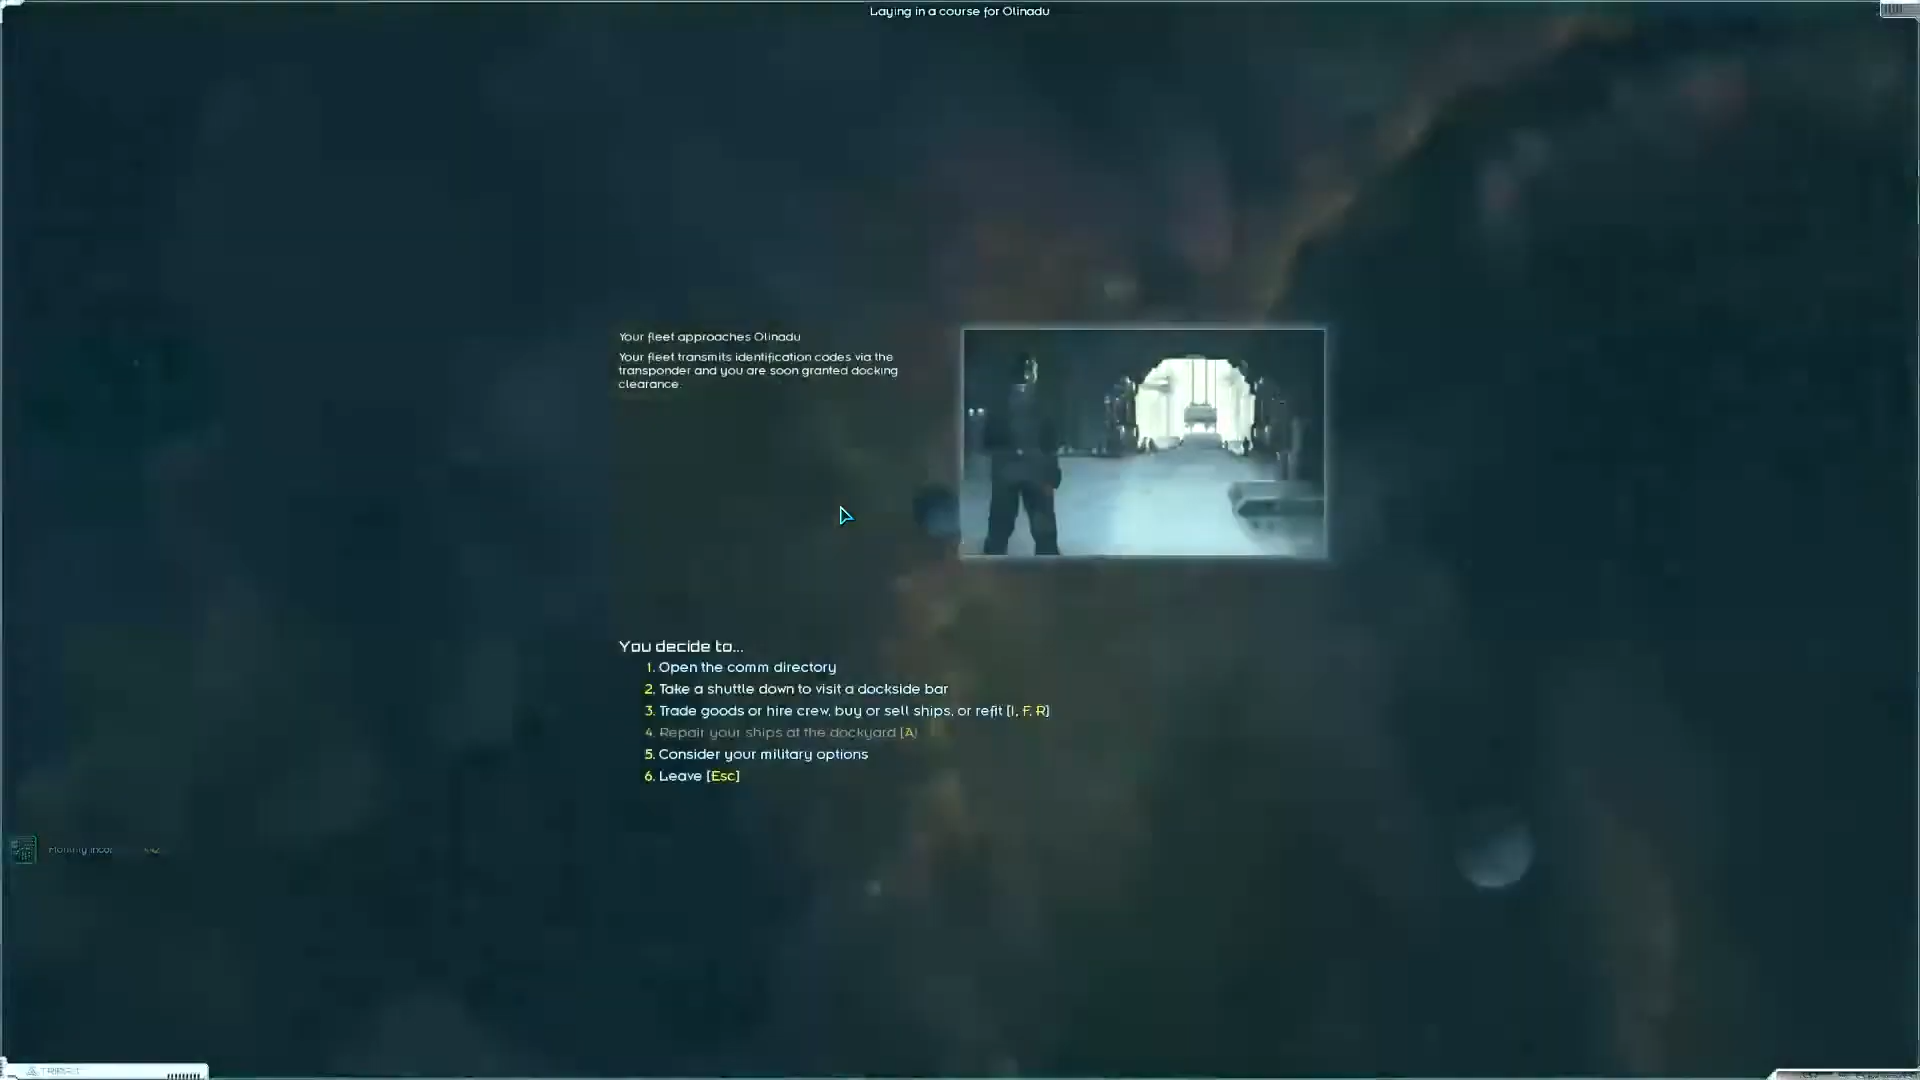 Laying in a course for Olinadu
Your fleet approaches Olinadu
Your fleet transmits identification codes via the
transponder and you are soon granted docking
clearance.
You decide to...
1. Open the comm directory
2. Take a shuttle down to visit a dockside bar
3. Trade goods or hire crew, buy or sell ships, or refit [I, F, R]
4. Repair your ships at the dockyard [A]
5. Consider your military options
6. Leave [Esc]
Monthly